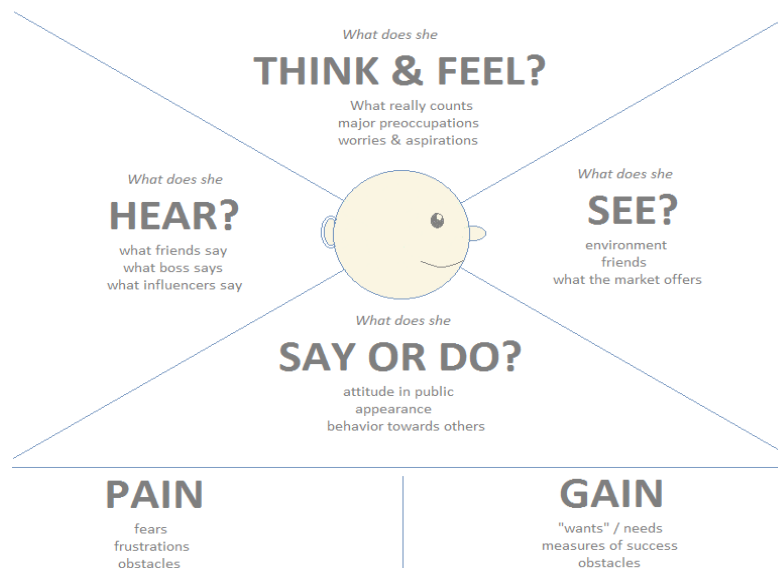 What does she
THINK & FEEL?
What really counts
major preoccupations
worries & aspirations
What does she
HEAR?
what friends say
what boss says
what influencers say
What does she
SEE?
environment
friends
what the market offers
What does she
SAY OR DO?
attitude in public
appearance
behavior towards others
PAIN
fears
frustrations
obstacles
GAIN
"wants" / needs
measures of success
obstacles